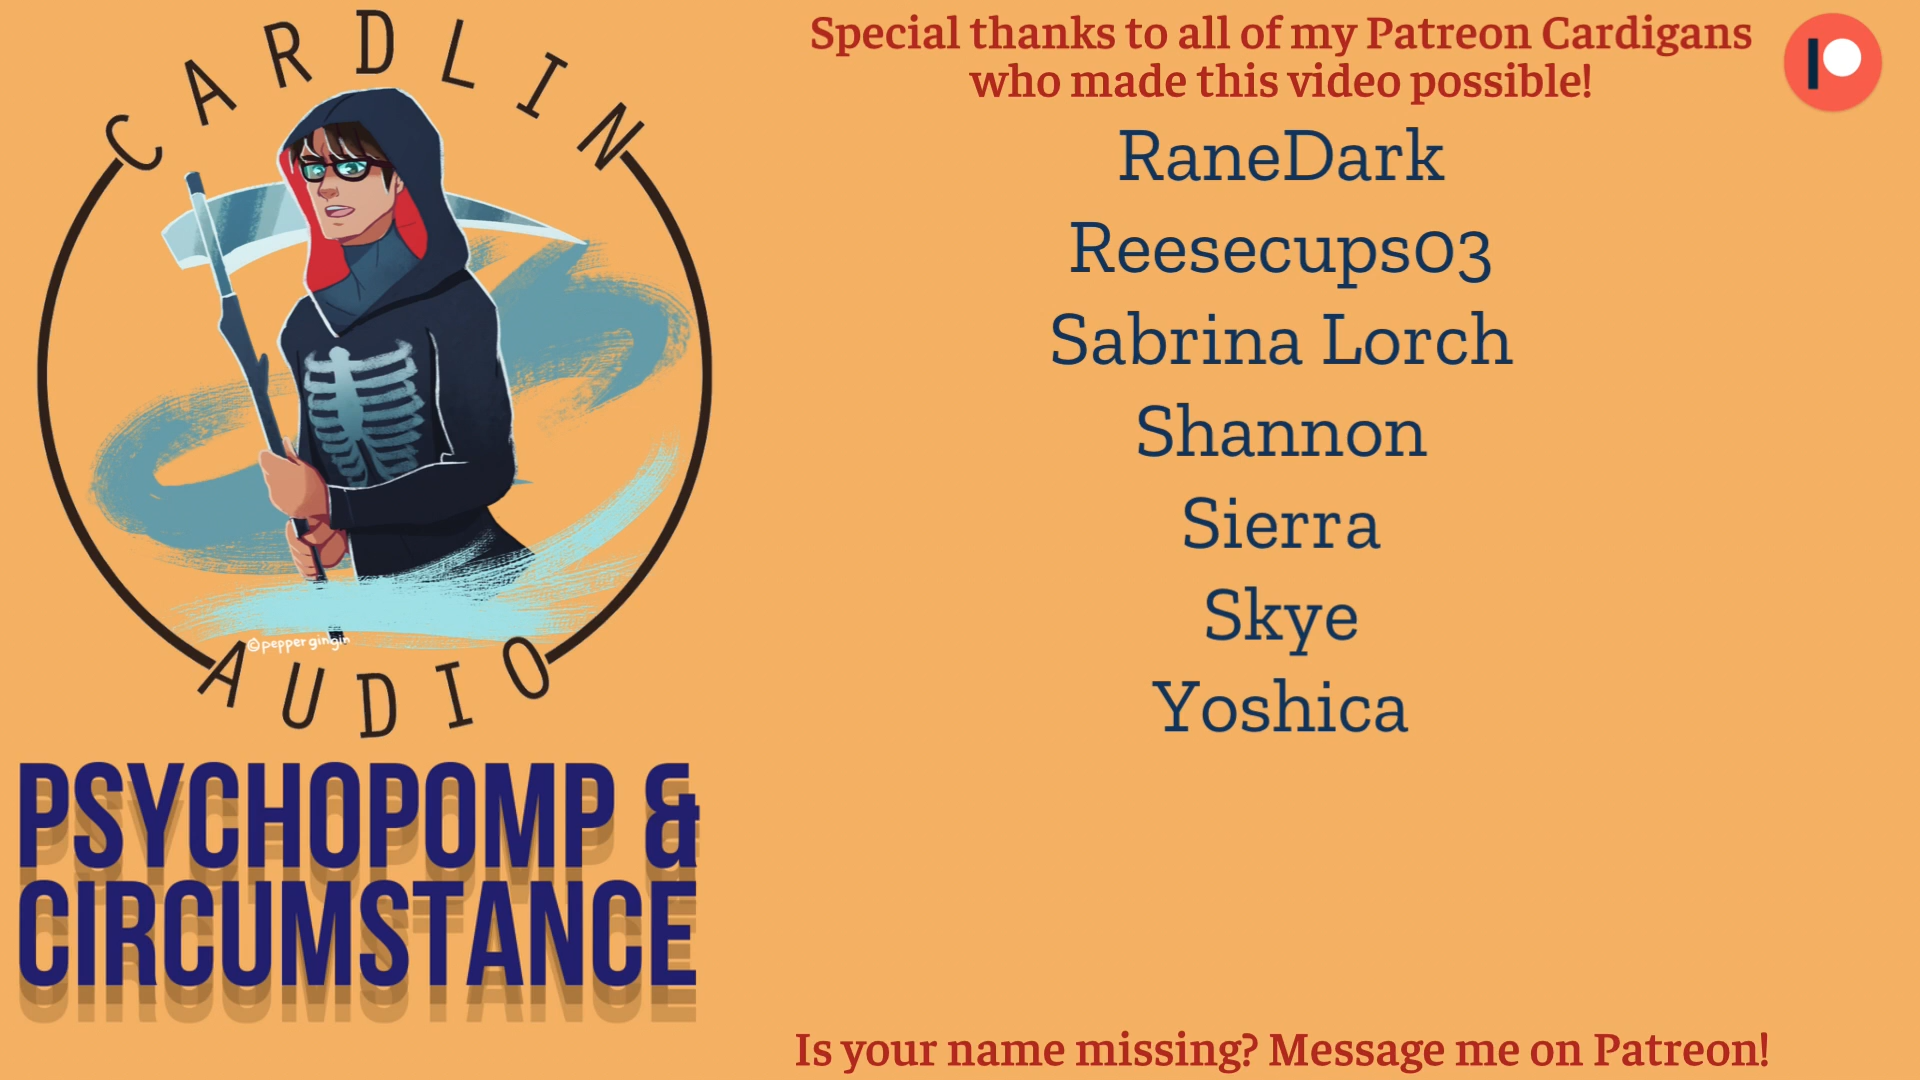 CARDLIN
AUDIO
©peppergingin
PSYCHOPOMP &
CIRCUMSTANCE
Special thanks to all of my Patreon Cardigans
who made this video possible!
RaneDark
Reesecups03
Sabrina Lorch
Shannon
Sierra
Skye
Yoshica
Is your name missing? Message me on Patreon!